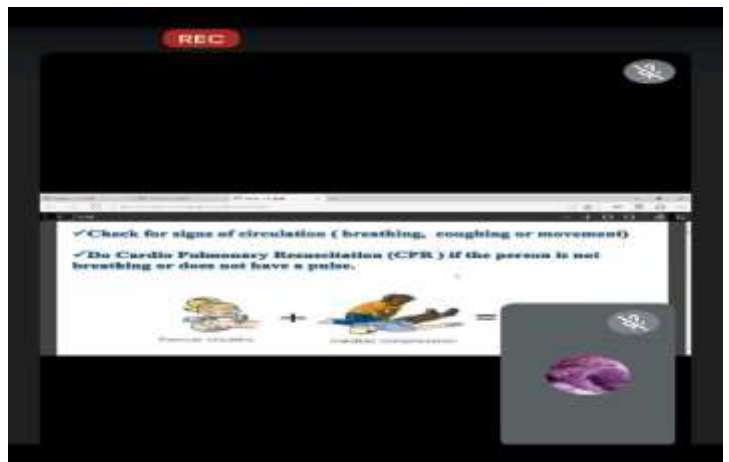 REC
✓Check for signs of circulation ( breathing, coughing or movement)
✓Do Cardio Pulmonary Resuscitation (CPR ) if the person is not
breathing or does not have a pulse.
+
=